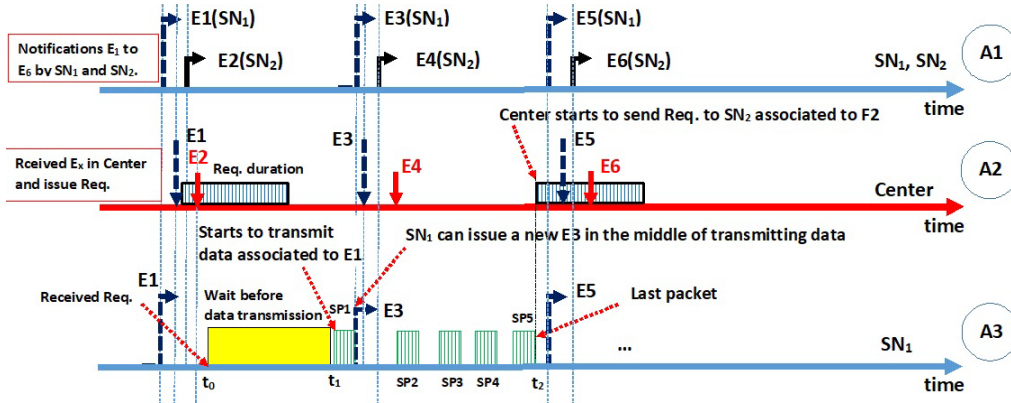 E1(SN₁)
E3(SN₁)
E5(SN₁)
Notifications E₁ to
E₆ by SN₁ and SN₂.
E2(SN₂)
E4(SN₂)
E6(SN₂)
SN₁, SN₂
A1
time
Center starts to send Req. to SN₂ associated to F2
E1
E3
E5
Rceived Eₓ in Center
and issue Req.
E2
Req. duration
E4
E6
Center
A2
time
Starts to transmit
data associated to E1
SN₁ can issue a new E3 in the middle of transmitting data
E1
Received Req.
Wait before
data transmission
SP1
E3
E5
Last packet
SP5
...
SN₁
A3
t₀
t₁
SP2
SP3
SP4
t₂
time